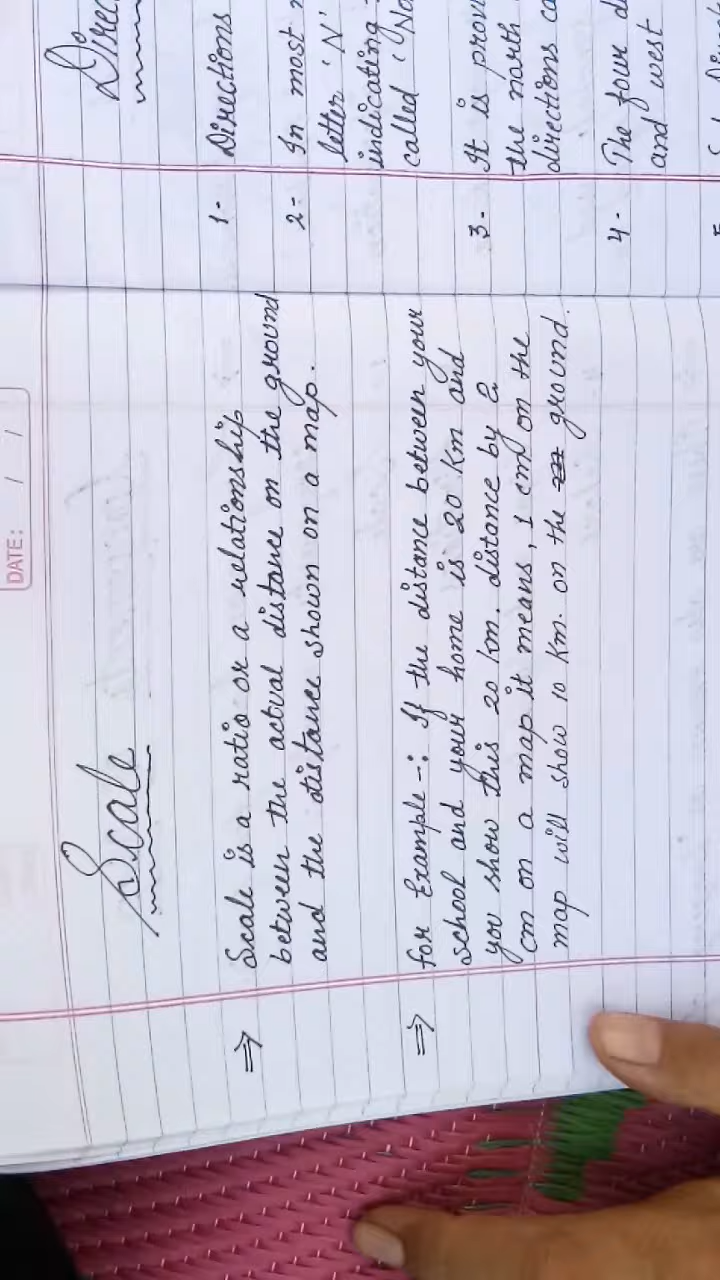 DATE: / /
Scale
⇒ Scale is a ratio or a relationship
between the actual distance on the ground
and the distance shown on a map.
⇒ for Example -: If the distance between your
school and your home is 20 Km and
you show this 20 km. distance by 2
cm on a map it means, 1 cm on the
map will show 10 Km. on the ground.
1- Directions
2- In most
letter 'N'
indicating
called 'No
3- It is prov
the north
directions ca
4- The four d
and west